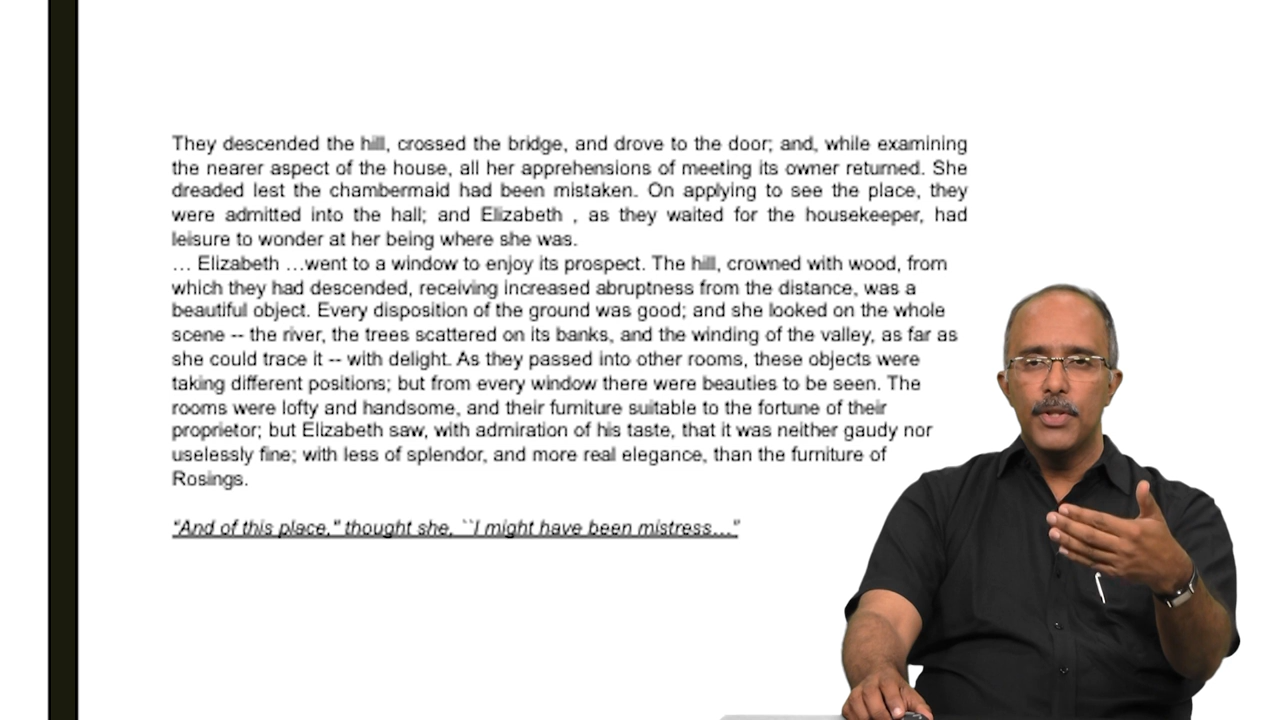 They descended the hill, crossed the bridge, and drove to the door; and, while examining
the nearer aspect of the house, all her apprehensions of meeting its owner returned. She
dreaded lest the chambermaid had been mistaken. On applying to see the place, they
were admitted into the hall; and Elizabeth , as they waited for the housekeeper, had
leisure to wonder at her being where she was.
… Elizabeth …went to a window to enjoy its prospect. The hill, crowned with wood, from
which they had descended, receiving increased abruptness from the distance, was a
beautiful object. Every disposition of the ground was good; and she looked on the whole
scene -- the river, the trees scattered on its banks, and the winding of the valley, as far as
she could trace it -- with delight. As they passed into other rooms, these objects were
taking different positions; but from every window there were beauties to be seen. The
rooms were lofty and handsome, and their furniture suitable to the fortune of their
proprietor; but Elizabeth saw, with admiration of his taste, that it was neither gaudy nor
uselessly fine; with less of splendor, and more real elegance, than the furniture of
Rosings.
"And of this place," thought she, ``I might have been mistress…"